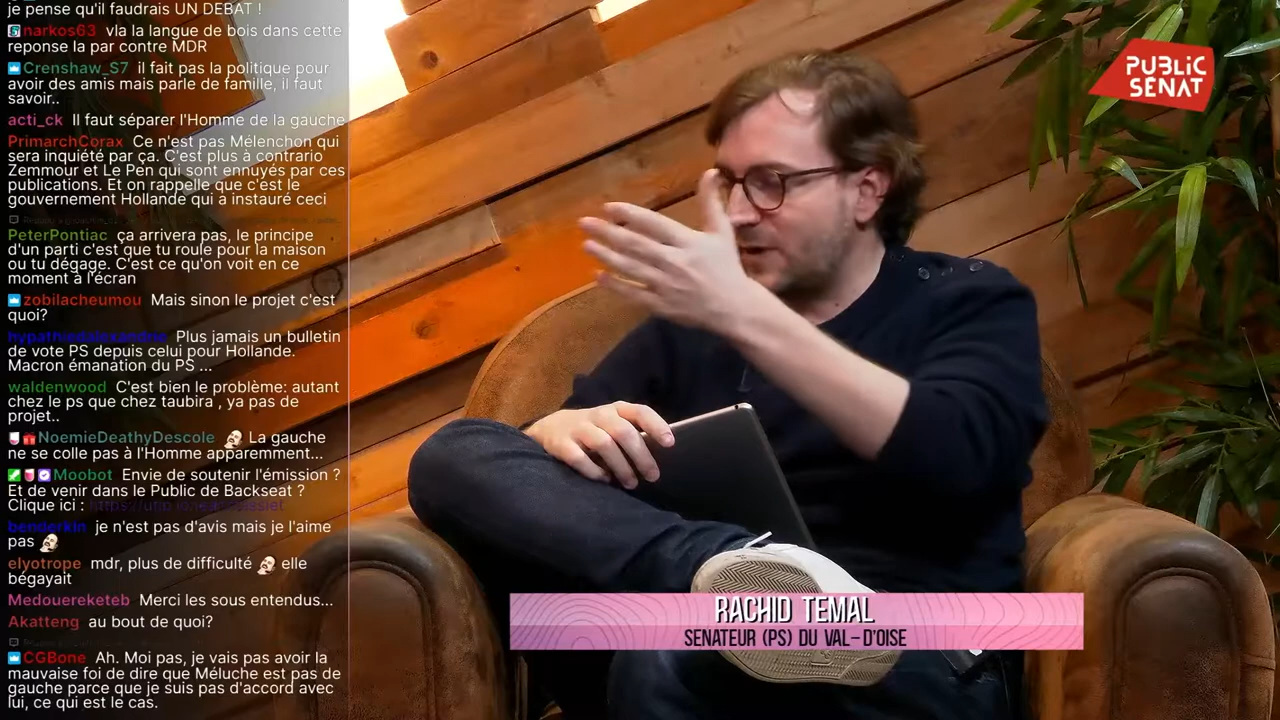 je pense qu'il faudrais UN DEBAT !
narkos63 vla la langue de bois dans cette
reponse la par contre MDR
Crenshaw_S7 il fait pas la politique pour
avoir des amis mais parle de famille, il faut
savoir..
acti_ck Il faut séparer l'Homme de la gauche
PrimarchCorax Ce n'est pas Mélenchon qui
sera inquiété par ça. C'est plus à contrario
Zemmour et Le Pen qui sont ennuyés par ces
publications. Et on rappelle que c'est le
gouvernement Hollande qui a instauré ceci
PeterPontiac ça arrivera pas, le principe
d'un parti c'est que tu roule pour la maison
ou tu dégage. C'est ce qu'on voit en ce
moment à l'écran
zobilacheumou Mais sinon le projet c'est
quoi?
hypathiedalexandrie Plus jamais un bulletin
de vote PS depuis celui pour Hollande.
Macron émanation du PS ...
waldenwood C'est bien le problème: autant
chez le ps que chez taubira , ya pas de
projet..
NoemieDeathyDescole La gauche
ne se colle pas à l'Homme apparemment...
Moobot Envie de soutenir l'émission ?
Et de venir dans le Public de Backseat ?
Clique ici :
benderkin je n'est pas d'avis mais je l'aime
pas
elyotrope mdr, plus de difficulté elle
bégayait
Medouereketeb Merci les sous entendus...
Akatteng au bout de quoi?
CGBone Ah. Moi pas, je vais pas avoir la
mauvaise foi de dire que Méluche est pas de
gauche parce que je suis pas d'accord avec
lui, ce qui est le cas.
PUBLIC
SÉNAT
RACHID TEMAL
SENATEUR (PS) DU VAL-D'OISE